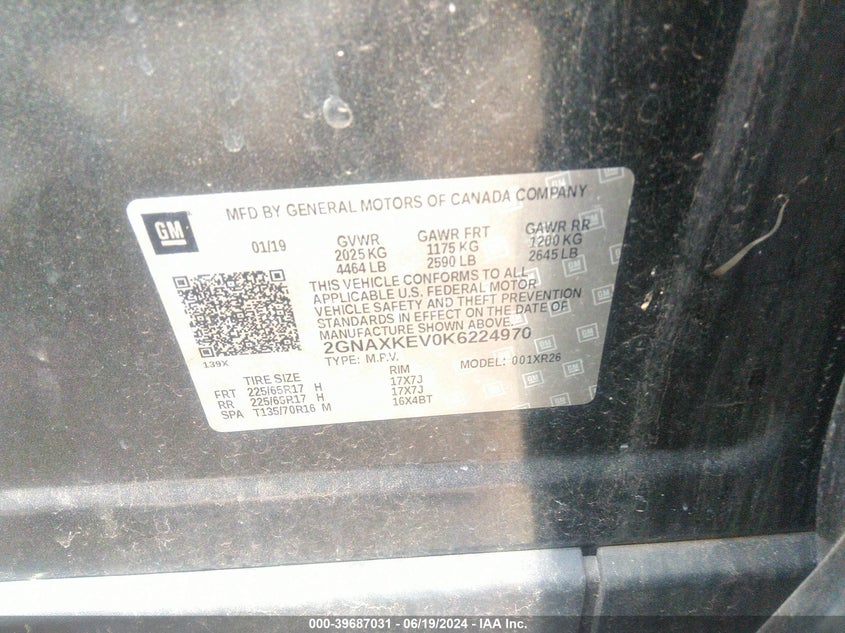 GM
MFD BY GENERAL MOTORS OF CANADA COMPANY
01/19 GVWR GAWR FRT GAWR RR
2025 KG 1175 KG 1200 KG
4464 LB 2590 LB 2645 LB
THIS VEHICLE CONFORMS TO ALL
APPLICABLE U.S. FEDERAL MOTOR
VEHICLE SAFETY AND THEFT PREVENTION
STANDARDS IN EFFECT ON THE DATE OF
MANUFACTURE SHOWN ABOVE.
2GNAXKEV0K6224970
139X TYPE: M.P.V. MODEL: 001XR26
TIRE SIZE RIM
FRT 225/65R17 H 17X7J
RR 225/65R17 H 17X7J
SPA T135/70R16 M 16X4BT
000-39687031 - 06/19/2024 - IAA Inc.